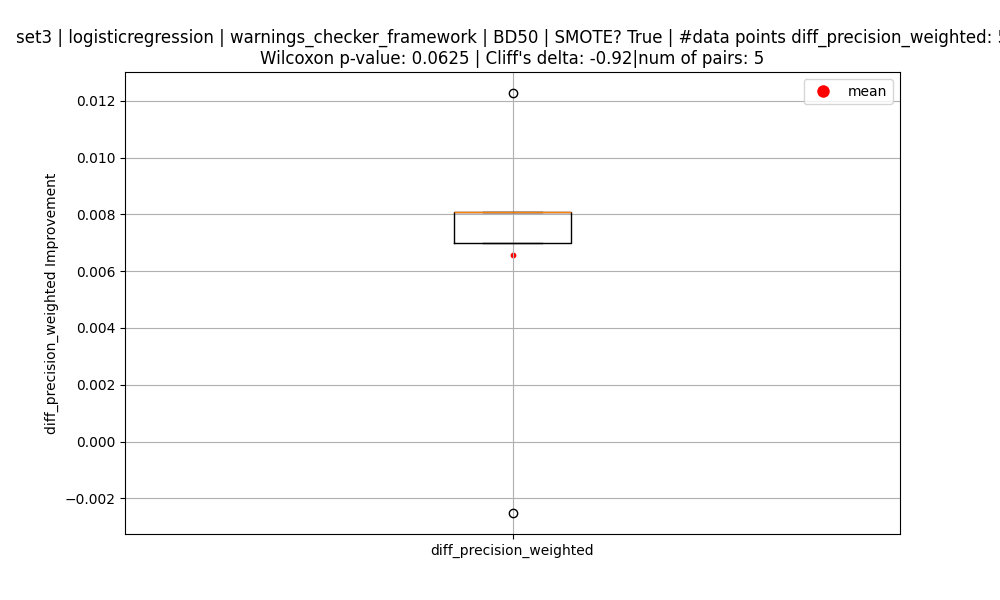 set3 | logisticregression | warnings_checker_framework | BD50 | SMOTE? True | #data points diff_precision_weighted:
Wilcoxon p-value: 0.0625 | Cliff's delta: -0.92|num of pairs: 5
mean
0.012
0.010
0.008
0.006
0.004
0.002
0.000
−0.002
diff_precision_weighted Improvement
diff_precision_weighted